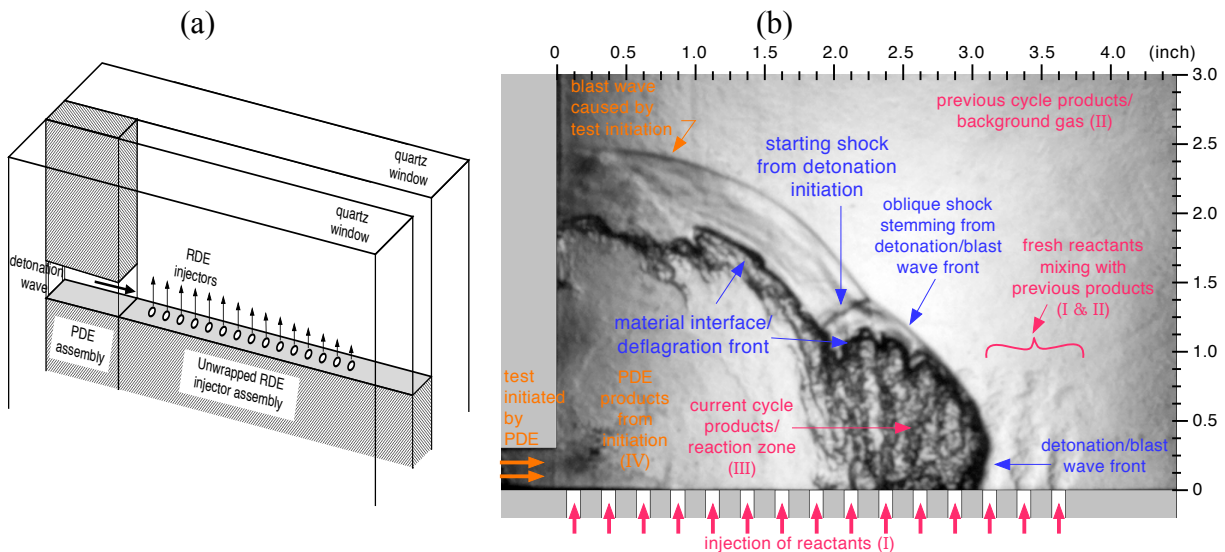 (a)
quartz
window
quartz
window
detonation
wave
RDE
injectors
PDE
assembly
Unwrapped RDE
injector assembly
(b)
0 0.5 1.0 1.5 2.0 2.5 3.0 3.5 4.0 (inch)
3.0
2.5
2.0
1.5
1.0
0.5
0
blast wave
caused by
test initiation
previous cycle products/
background gas (II)
starting shock
from detonation
initiation
oblique shock
stemming from
detonation/blast
wave front
fresh reactants
mixing with
previous products
(I & II)
material interface/
deflagration front
test
initiated
by
PDE
PDE
products
from
initiation
(IV)
current cycle
products/
reaction zone
(III)
detonation/blast
wave front
injection of reactants (I)